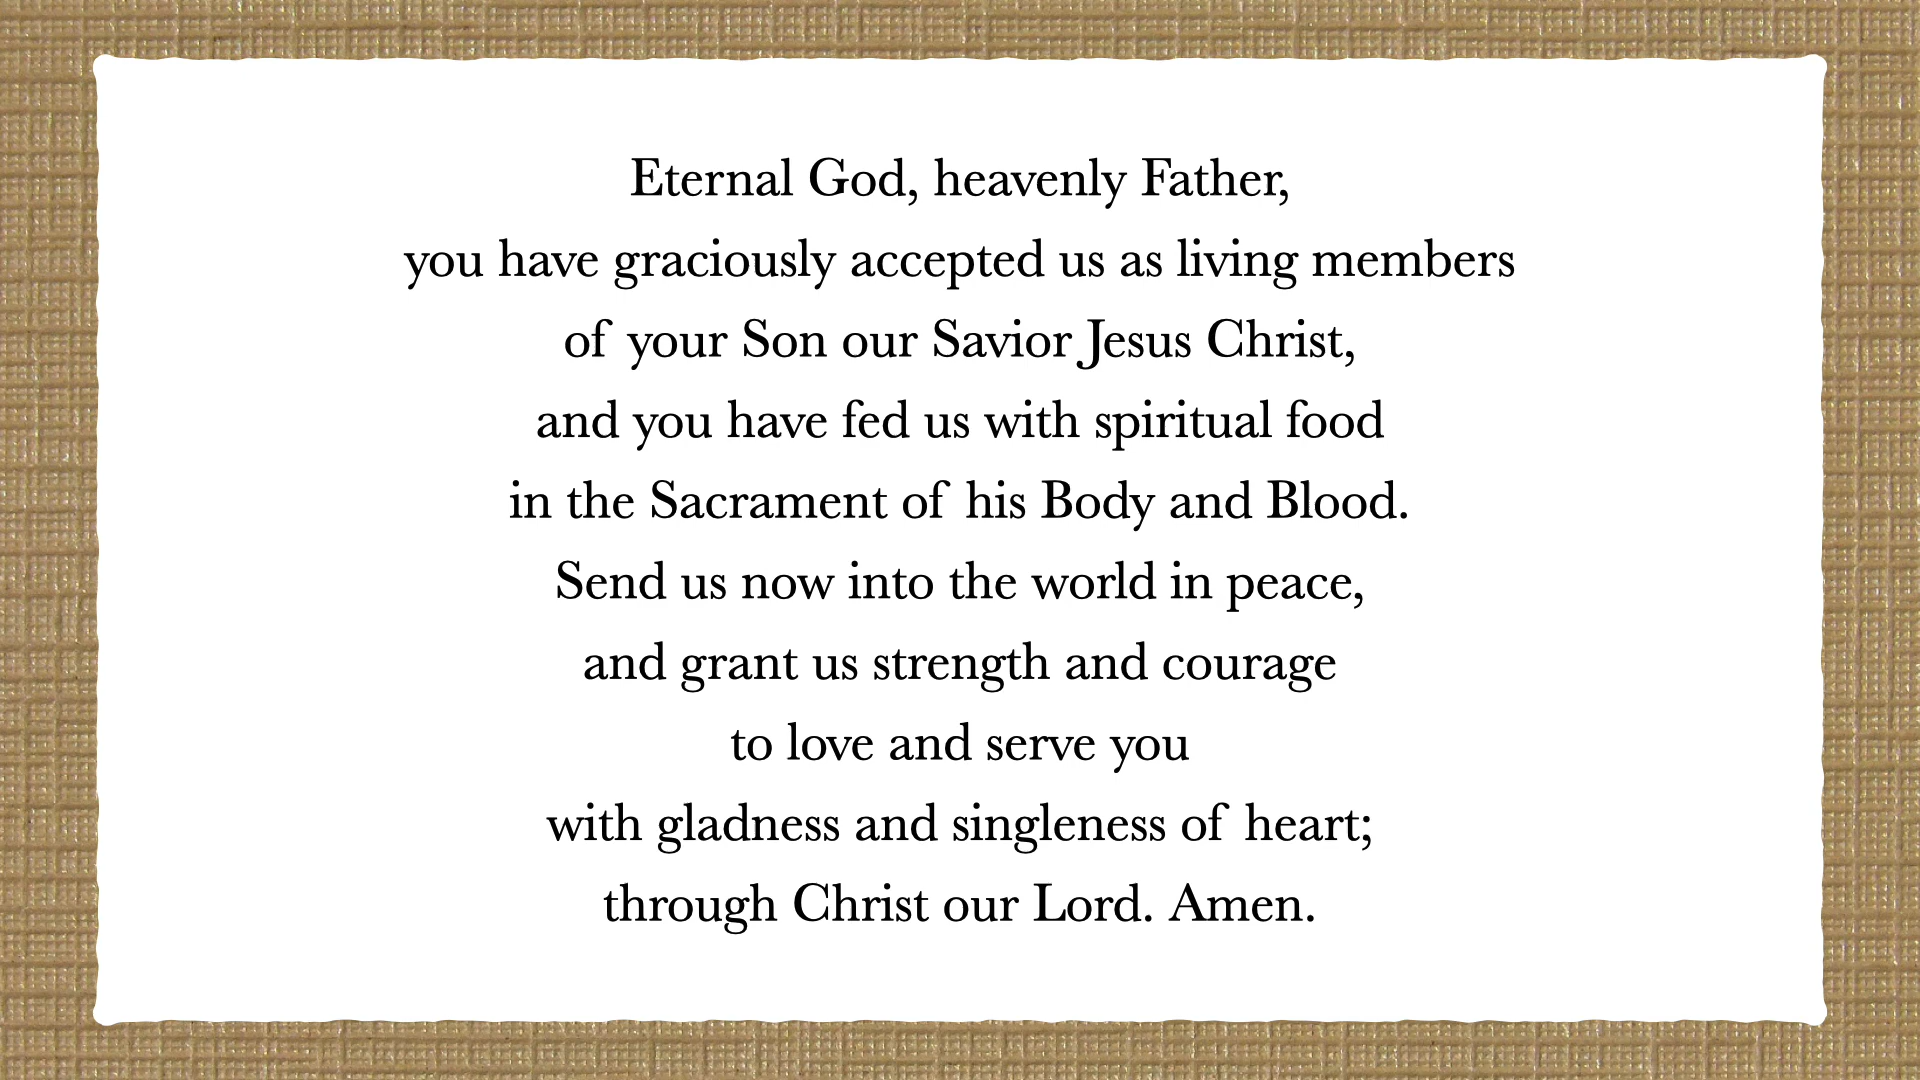 Eternal God, heavenly Father,
you have graciously accepted us as living members
of your Son our Savior Jesus Christ,
and you have fed us with spiritual food
in the Sacrament of his Body and Blood.
Send us now into the world in peace,
and grant us strength and courage
to love and serve you
with gladness and singleness of heart;
through Christ our Lord. Amen.